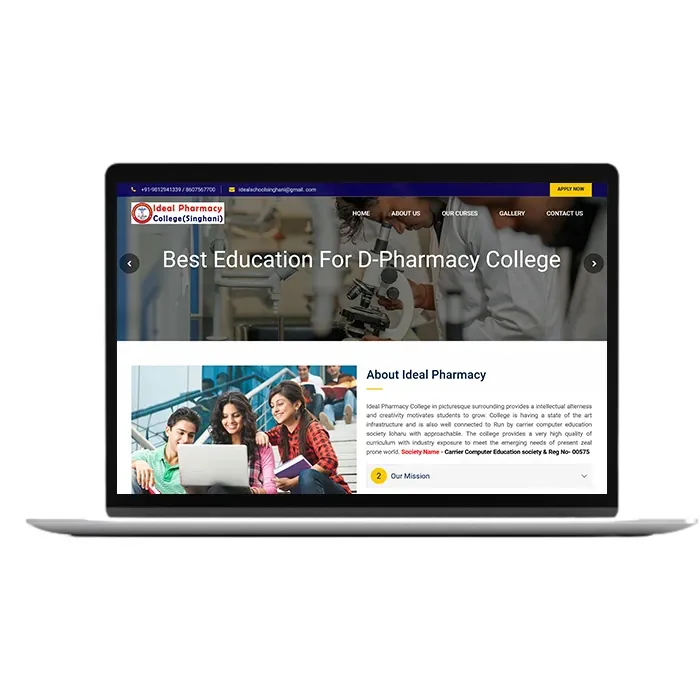 +91-9812941339 / 8607567700 idealschoolsinghani@gmail. com APPLY NOW
Ideal Pharmacy
College(Singhani)
HOME ABOUT US OUR CURSES GALLERY CONTACT US
Best Education For D-Pharmacy College
About Ideal Pharmacy
Ideal Pharmacy College in picturesque surrounding provides a intellectual alterness
and creativity motivates students to grow. College is having a state of the art
infrastructure and is also well connected to Run by carrier computer education
society loharu with approachable. The college provides a very high quality of
curriculum with industry exposure to meet the emerging needs of present zeal
prone world. Society Name - Carrier Computer Education society & Reg No- 00575
2 Our Mission